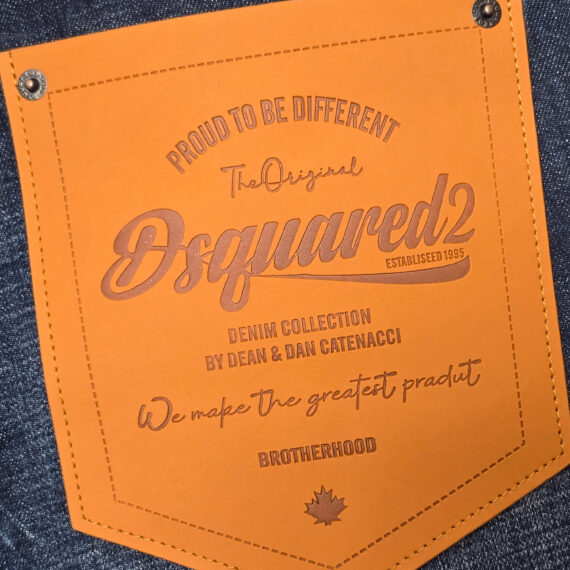 PROUD TO BE DIFFERENT
The Original
Dsquared2
ESTABLISEED 1995
DENIM COLLECTION
BY DEAN & DAN CATENACCI
We make the greatest pradut
BROTHERHOOD